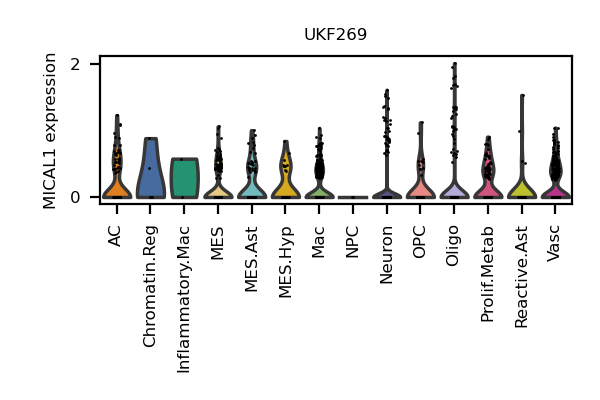 UKF269
MICAL1 expression
2
0
AC
Chromatin.Reg
Inflammatory.Mac
MES
MES.Ast
MES.Hyp
Mac
NPC
Neuron
OPC
Oligo
Prolif.Metab
Reactive.Ast
Vasc